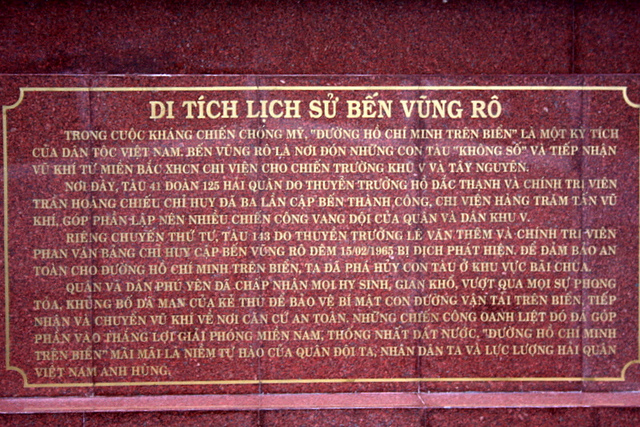 DI TÍCH LỊCH SỬ BẾN VŨNG RÔ
TRONG CUỘC KHÁNG CHIẾN CHỐNG MỸ, "ĐƯỜNG HỒ CHÍ MINH TRÊN BIỂN" LÀ MỘT KỲ TÍCH
CỦA DÂN TỘC VIỆT NAM. BẾN VŨNG RÔ LÀ NƠI ĐÓN NHỮNG CON TÀU "KHÔNG SỐ" VÀ TIẾP NHẬN
VŨ KHÍ TỪ MIỀN BẮC XHCN CHI VIỆN CHO CHIẾN TRƯỜNG KHU V VÀ TÂY NGUYÊN.
NƠI ĐÂY, TÀU 41 ĐOÀN 125 HẢI QUÂN DO THUYỀN TRƯỞNG HỒ ĐẮC THẠNH VÀ CHÍNH TRỊ VIÊN
TRẦN HOÀNG CHIẾU CHỈ HUY ĐÃ BA LẦN CẬP BẾN THÀNH CÔNG, CHI VIỆN HÀNG TRĂM TẤN VŨ
KHÍ, GÓP PHẦN LẬP NÊN NHIỀU CHIẾN CÔNG VANG DỘI CỦA QUÂN VÀ DÂN KHU V.
RIÊNG CHUYẾN THỨ TƯ, TÀU 143 DO THUYỀN TRƯỞNG LÊ VĂN THÊM VÀ CHÍNH TRỊ VIÊN
PHAN VĂN BẢNG CHỈ HUY CẬP BẾN VŨNG RÔ ĐÊM 15/02/1965 BỊ ĐỊCH PHÁT HIỆN. ĐỂ ĐẢM BẢO AN
TOÀN CHO ĐƯỜNG HỒ CHÍ MINH TRÊN BIỂN, TA ĐÃ PHÁ HỦY CON TÀU Ở KHU VỰC BÃI CHÙA.
QUÂN VÀ DÂN PHÚ YÊN ĐÃ CHẤP NHẬN MỌI HY SINH, GIAN KHỔ, VƯỢT QUA MỌI SỰ PHONG
TỎA, KHỦNG BỐ DÃ MAN CỦA KẺ THÙ ĐỂ BẢO VỆ BÍ MẬT CON ĐƯỜNG VẬN TẢI TRÊN BIỂN, TIẾP
NHẬN VÀ CHUYỂN VŨ KHÍ VỀ NƠI CĂN CỨ AN TOÀN. NHỮNG CHIẾN CÔNG OANH LIỆT ĐÓ ĐÃ GÓP
PHẦN VÀO THẮNG LỢI GIẢI PHÓNG MIỀN NAM, THỐNG NHẤT ĐẤT NƯỚC. "ĐƯỜNG HỒ CHÍ MINH
TRÊN BIỂN" MÃI MÃI LÀ NIỀM TỰ HÀO CỦA QUÂN ĐỘI TA, NHÂN DÂN TA VÀ LỰC LƯỢNG HẢI QUÂN
VIỆT NAM ANH HÙNG.